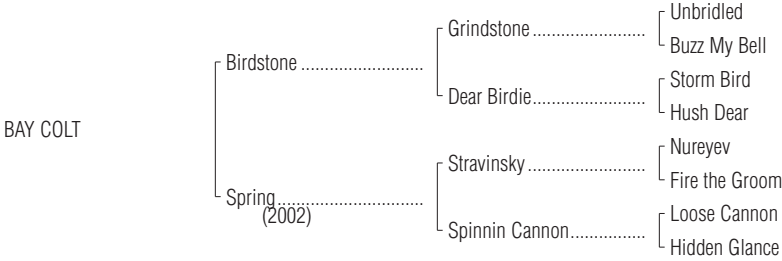 Unbridled
Grindstone ........................
Buzz My Bell
Birdstone ..........................
Storm Bird
Dear Birdie........................
Hush Dear
BAY COLT
Nureyev
Stravinsky .........................
Fire the Groom
Spring...............................
(2002)
Loose Cannon
Spinnin Cannon................
Hidden Glance